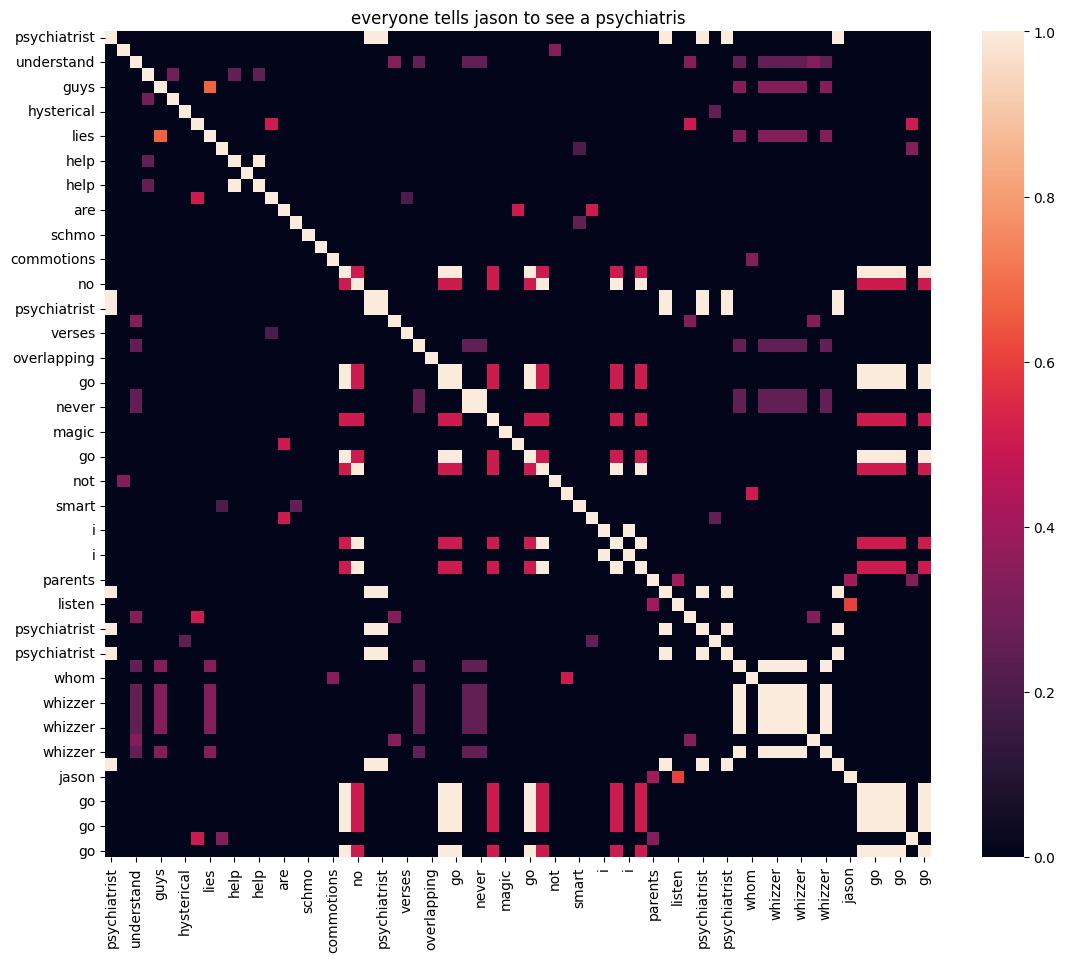 everyone tells jason to see a psychiatris
psychiatrist
understand
guys
hysterical
lies
help
help
are
schmo
commotions
no
psychiatrist
verses
overlapping
go
never
magic
go
not
smart
i
i
parents
listen
psychiatrist
psychiatrist
whom
whizzer
whizzer
whizzer
jason
go
go
go
1.0
0.8
0.6
0.4
0.2
0.0
psychiatrist
understand
guys
hysterical
lies
help
help
are
schmo
commotions
no
psychiatrist
verses
overlapping
go
never
magic
go
not
smart
i
i
parents
listen
psychiatrist
psychiatrist
whom
whizzer
whizzer
whizzer
jason
go
go
go